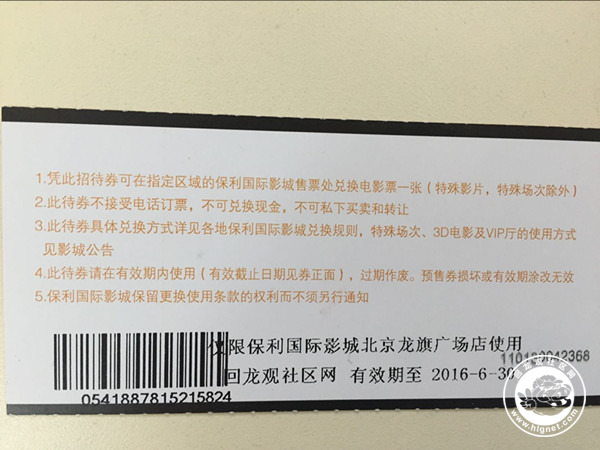 1.凭此招待券可在指定区域的保利国际影城售票处兑换电影票一张（特殊影片，特殊场次除外）
2.此待券不接受电话订票，不可兑换现金，不可私下买卖和转让
3.此待券具体兑换方式详见各地保利国际影城兑换规则，特殊场次、3D电影及VIP厅的使用方式
见影城公告
4.此待券请在有效期内使用（有效截止日期见券正面），过期作废。预售券损坏或有效期涂改无效
5.保利国际影城保留更换使用条款的权利而不须另行通知
仅限保利国际影城北京龙旗广场店使用
回龙观社区网 有效期至 2016-6-30
0541887815215824
www.hlgnet.com